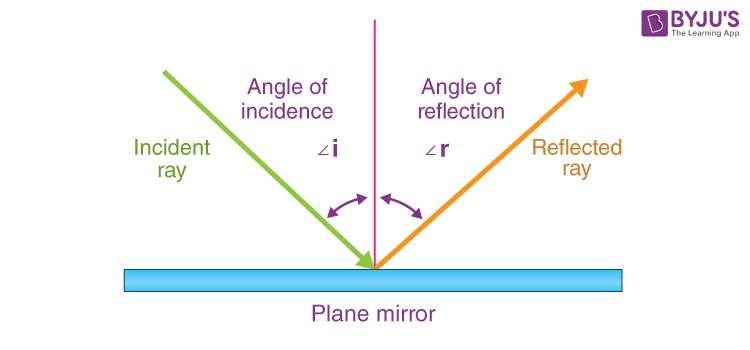 BYJU'S
The Learning App
Angle of
incidence
∠i
Angle of
reflection
∠r
Incident
ray
Reflected
ray
Plane mirror